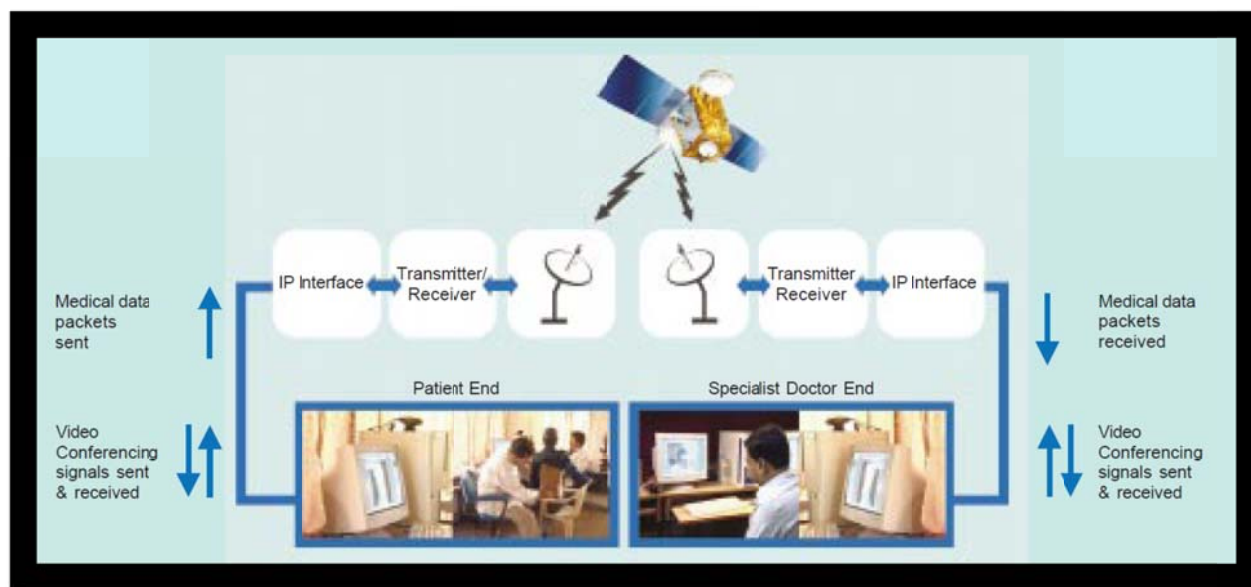 IP Interface
Transmitter/
Receiver
Transmitter
Receiver
IP Interface
Medical data
packets
sent
Medical data
packets
received
Patient End
Specialist Doctor End
Video
Conferencing
signals sent
& received
Video
Conferencing
signals sent
& received